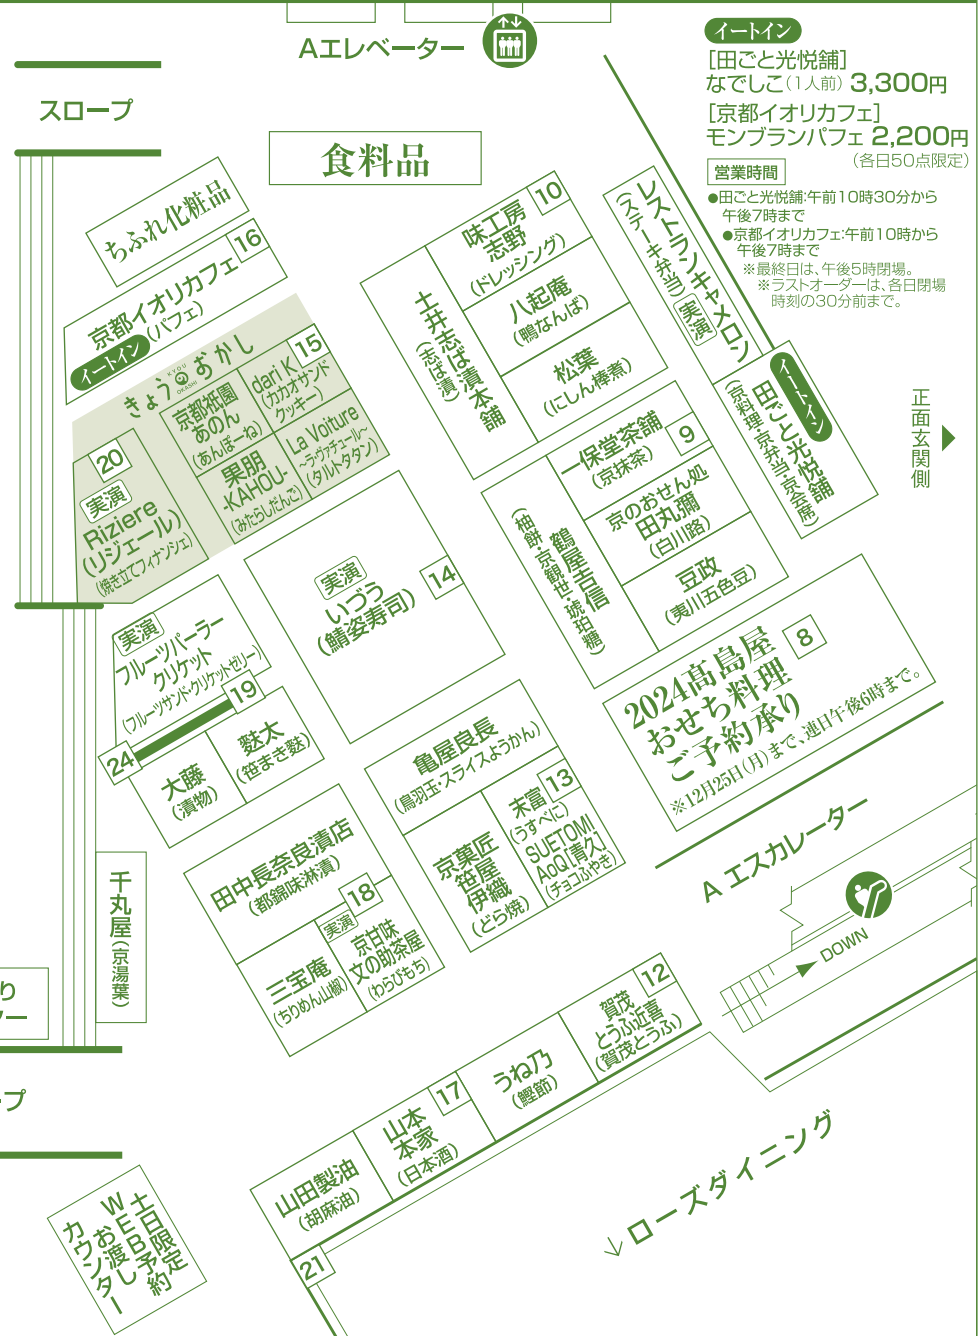 Aエレベーター
イートイン
[田ごと光悦舗]
なでしこ(1人前) 3,300円
[京都イオリカフェ]
モンブランパフェ 2,200円
(各日50点限定)
営業時間
●田ごと光悦舗:午前10時30分から
午後7時まで
●京都イオリカフェ:午前10時から
午後7時まで
※最終日は、午後5時閉場。
※ラストオーダーは、各日閉場
時刻の30分前まで。
スロープ
食料品
ちふれ化粧品
16
京都イオリカフェ
(パフェ)
イートイン
きょうおかし
KYOU
OKASHI
15
京都祇園
あのん
(あんぽーね)
dari K
(カカオサンド
クッキー)
果朋
-KAHOU-
(みたらしだんご)
La Voiture
〜ラ・ヴァチュール〜
(タルトタタン)
20
実演
Riziere
(リジェール)
(焼き立てフィナンシェ)
10
味工房
志野
(ドレッシング)
土井志ば漬本舗
(志ば漬)
八起庵
(鴨なんば)
松葉
(にしん棒煮)
レストランキャメロン
(ステーキ弁当)
実演
イートイン
田ごと光悦舗
(京料理・京弁当・京会席)
正面玄関側
9
一保堂茶舗
(京抹茶)
京のおせん処
田丸彌
(白川路)
鶴屋吉信
(柚餅・京観世・琥珀糖)
豆政
(夷川五色豆)
14
実演
いづう
(鯖姿寿司)
8
2024髙島屋
おせち料理
ご予約承り
※12月25日(月)まで、連日午後6時まで。
実演
フルーツパーラー
クリケット
(フルーツサンド・クリケットゼリー)
19
24
大藤
(漬物)
麩太
(笹まき麩)
亀屋良長
(烏羽玉・スライスようかん)
13
京菓匠
笹屋
伊織
(どら焼)
末富
(うすべに)
SUETOMI
AoQ[青久]
(チョコふやき)
田中長奈良漬店
(都錦味淋漬)
18
実演
三宝庵
(ちりめん山椒)
京甘味
文の助茶屋
(わらびもち)
千丸屋(京湯葉)
A エスカレーター
DOWN
12
賀茂
とうふ近喜
(賀茂とうふ)
うね乃
(鰹節)
17
山本
本家
(日本酒)
山田製油
(胡麻油)
21
ローズダイニング
り
ープ
土日限定
WEB予約
お渡し
カウンター